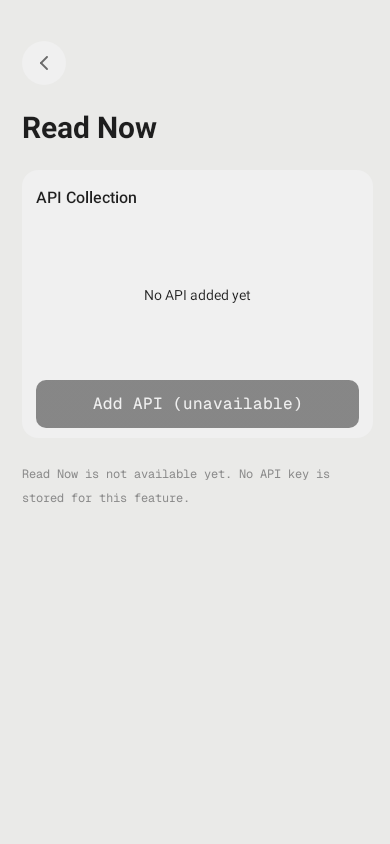 Read Now
API Collection
No API added yet
Add API (unavailable)
Read Now is not available yet. No API key is
stored for this feature.